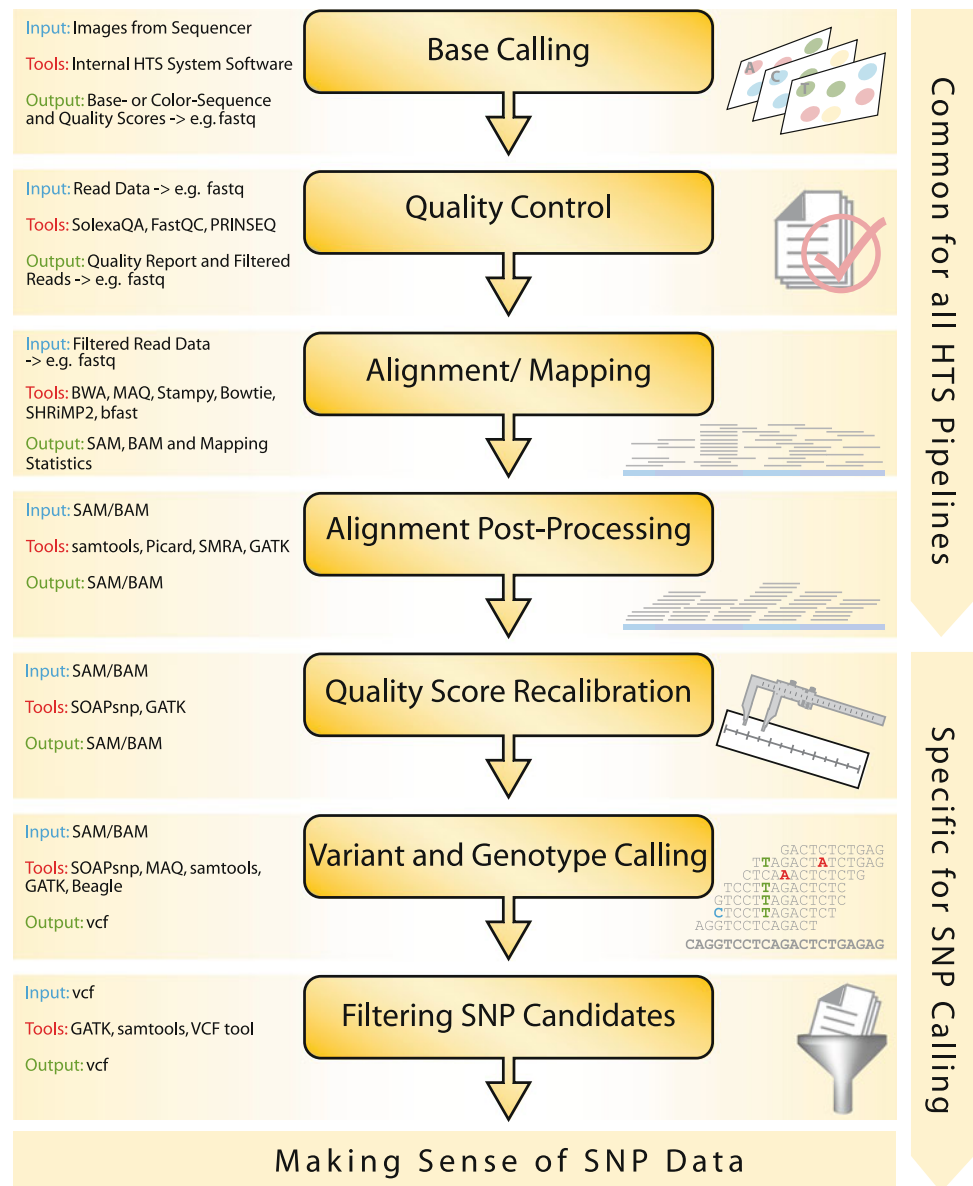 Input: Images from Sequencer
Tools: Internal HTS System Software
Output: Base- or Color-Sequence
and Quality Scores -> e.g. fastq
Base Calling
A
C
T
Input: Read Data -> e.g. fastq
Tools: SolexaQA, FastQC, PRINSEQ
Output: Quality Report and Filtered
Reads -> e.g. fastq
Quality Control
Input: Filtered Read Data
-> e.g. fastq
Tools: BWA, MAQ, Stampy, Bowtie,
SHRiMP2, bfast
Output: SAM, BAM and Mapping
Statistics
Alignment/ Mapping
Input: SAM/BAM
Tools: samtools, Picard, SMRA, GATK
Output: SAM/BAM
Alignment Post-Processing
Common for all HTS Pipelines
Input: SAM/BAM
Tools: SOAPsnp, GATK
Output: SAM/BAM
Quality Score Recalibration
Input: SAM/BAM
Tools: SOAPsnp, MAQ, samtools,
GATK, Beagle
Output: vcf
Variant and Genotype Calling
GACTCTCTGAG
TTAGACTATCTGAG
CTCAAACTCTCTG
TCCTTTAGACTCTC
GTCCTTAGACTCTC
CTCCTTAGACTCT
AGGTCCTCAGACT
CAGGTCCTCAGACTCTGAGAG
Input: vcf
Tools: GATK, samtools, VCF tool
Output: vcf
Filtering SNP Candidates
Specific for SNP Calling
Making Sense of SNP Data